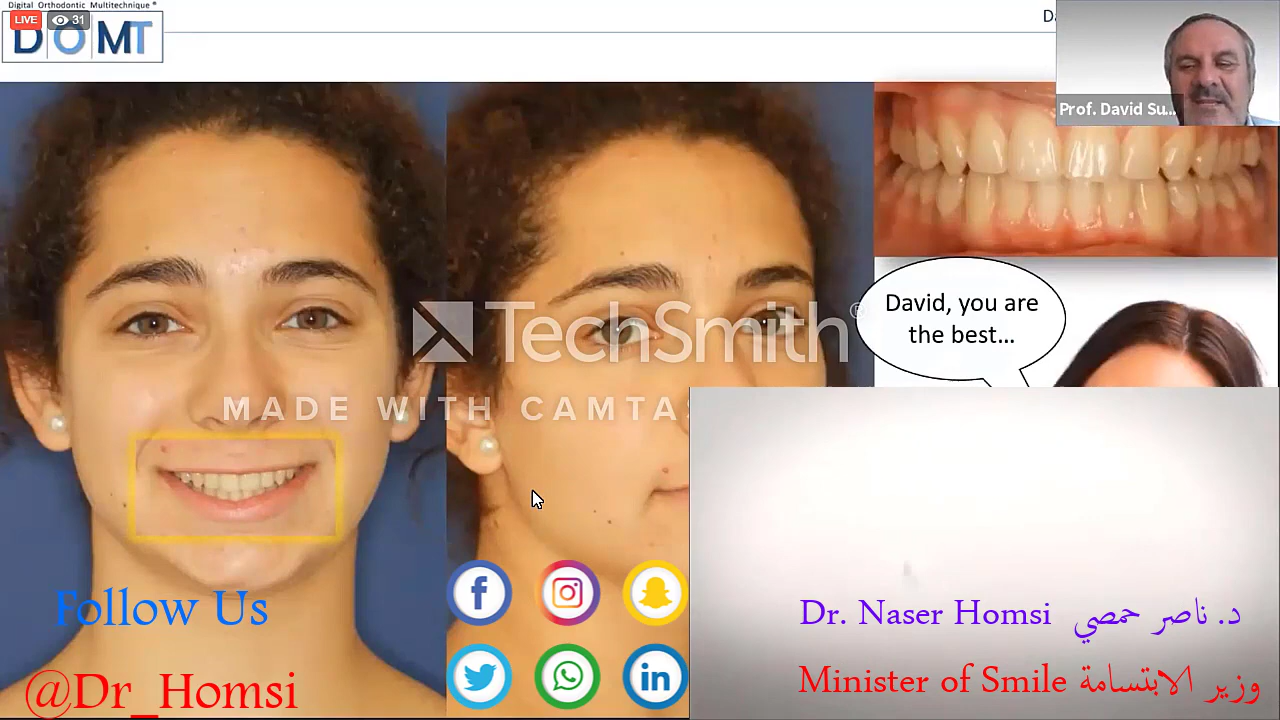 Digital Orthodontic Multitechnique®
LIVE 31
DOMT
Prof. David Su...
David, you are
the best...
TechSmith®
MADE WITH
Follow Us
@Dr_Homsi
Dr. Naser Homsi د. ناصر حمصي
Minister of Smile وزير الابتسامة